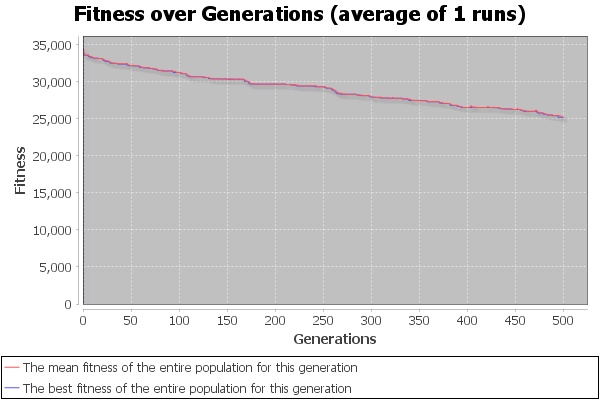 Fitness over Generations (average of 1 runs)
35,000
30,000
25,000
20,000
15,000
10,000
5,000
0
Fitness
0 50 100 150 200 250 300 350 400 450 500
Generations
The mean fitness of the entire population for this generation
The best fitness of the entire population for this generation